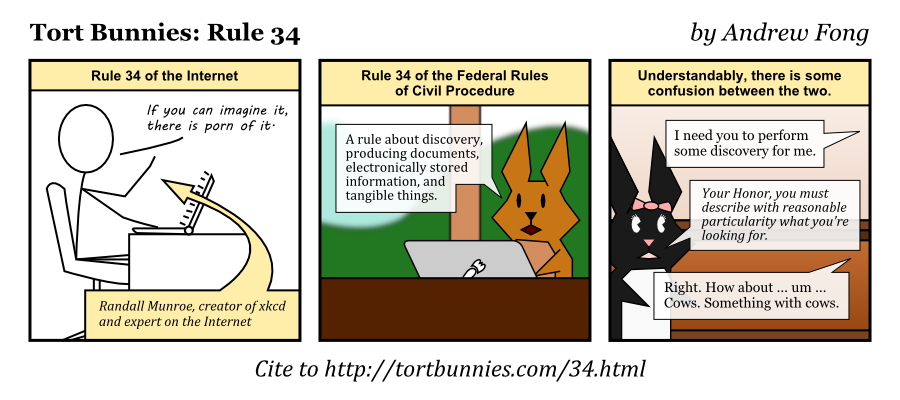 Tort Bunnies: Rule 34
by Andrew Fong
Rule 34 of the Internet
If you can imagine it,
there is porn of it.
Randall Munroe, creator of xkcd
and expert on the Internet
Rule 34 of the Federal Rules
of Civil Procedure
A rule about discovery,
producing documents,
electronically stored
information, and
tangible things.
Understandably, there is some
confusion between the two.
I need you to perform
some discovery for me.
Your Honor, you must
describe with reasonable
particularity what you're
looking for.
Right. How about ... um ...
Cows. Something with cows.
Cite to http://tortbunnies.com/34.html